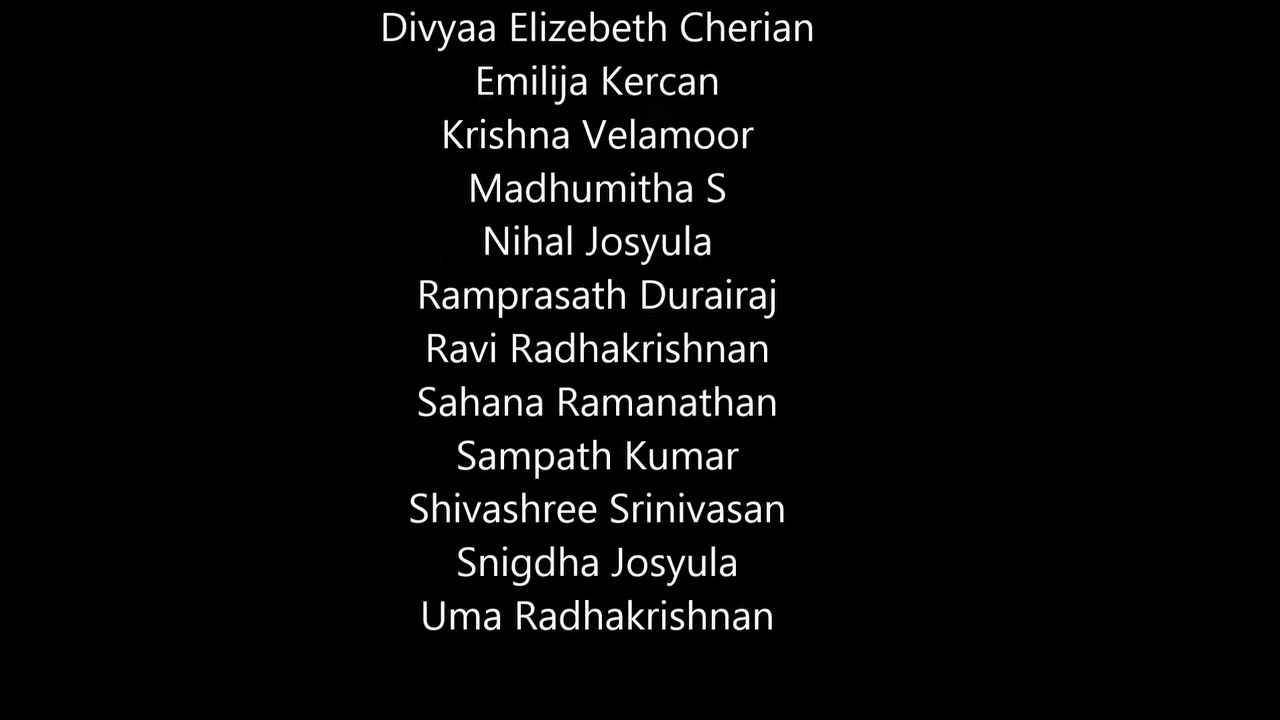 Divyaa Elizebeth Cherian
Emilija Kercan
Krishna Velamoor
Madhumitha S
Nihal Josyula
Ramprasath Durairaj
Ravi Radhakrishnan
Sahana Ramanathan
Sampath Kumar
Shivashree Srinivasan
Snigdha Josyula
Uma Radhakrishnan